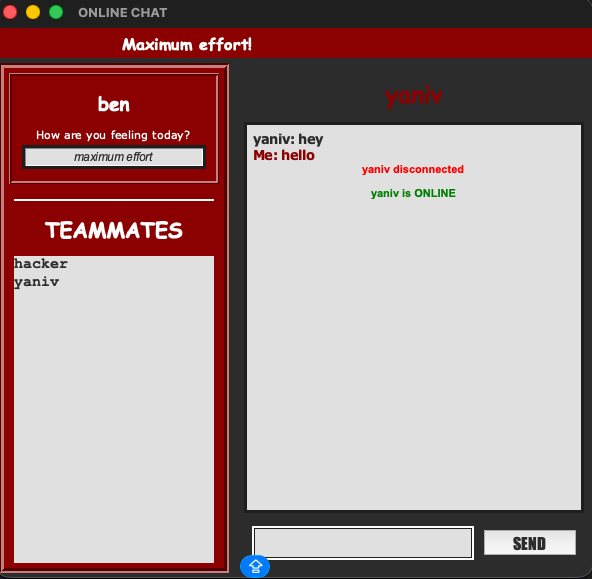 ONLINE CHAT
Maximum effort!
ben
How are you feeling today?
maximum effort
TEAMMATES
hacker
yaniv
yaniv
yaniv: hey
Me: hello
yaniv disconnected
yaniv is ONLINE
SEND